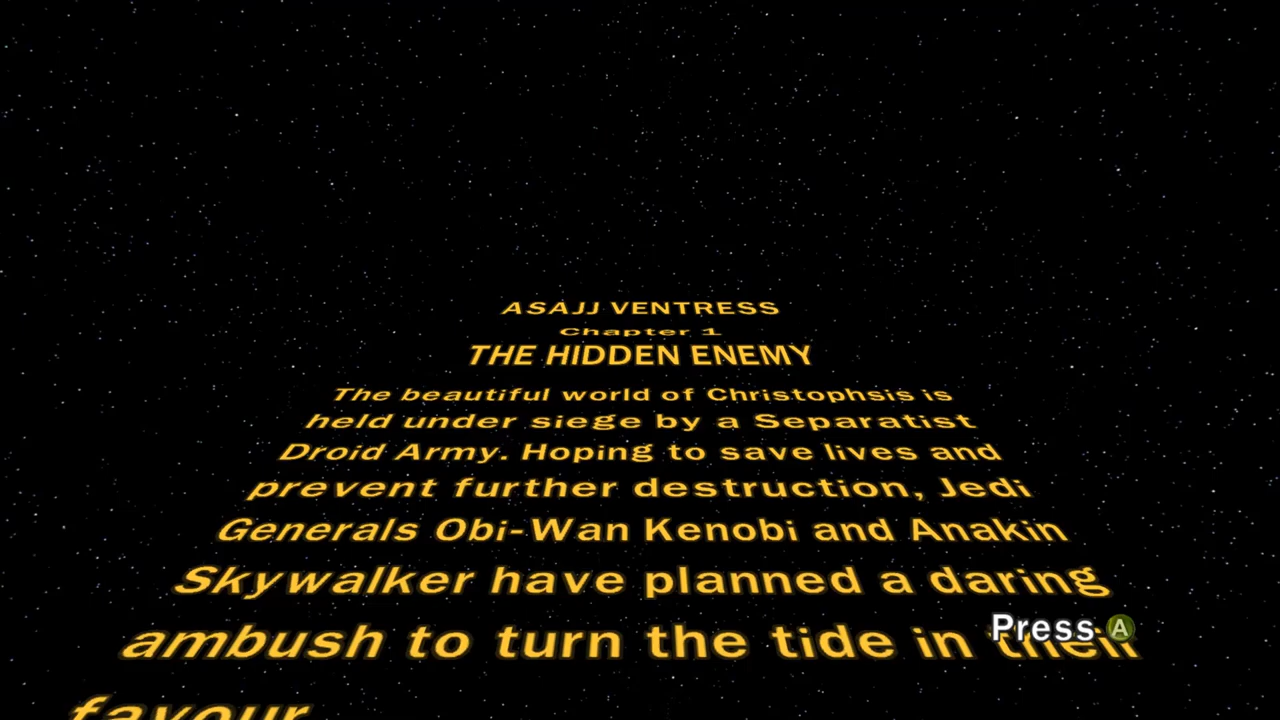 ASAJJ VENTRESS
Chapter 1
THE HIDDEN ENEMY
The beautiful world of Christophsis is
held under siege by a Separatist
Droid Army. Hoping to save lives and
prevent further destruction, Jedi
Generals Obi-Wan Kenobi and Anakin
Skywalker have planned a daring
ambush to turn the tide in their
Press A
favour